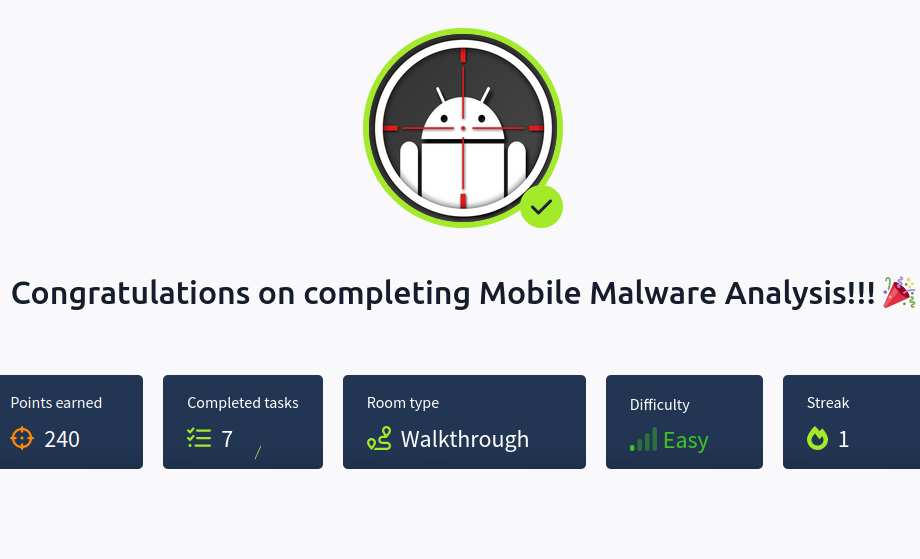 Congratulations on completing Mobile Malware Analysis!!! 🎉
Points earned
240
Completed tasks
7
Room type
Walkthrough
Difficulty
Easy
Streak
1